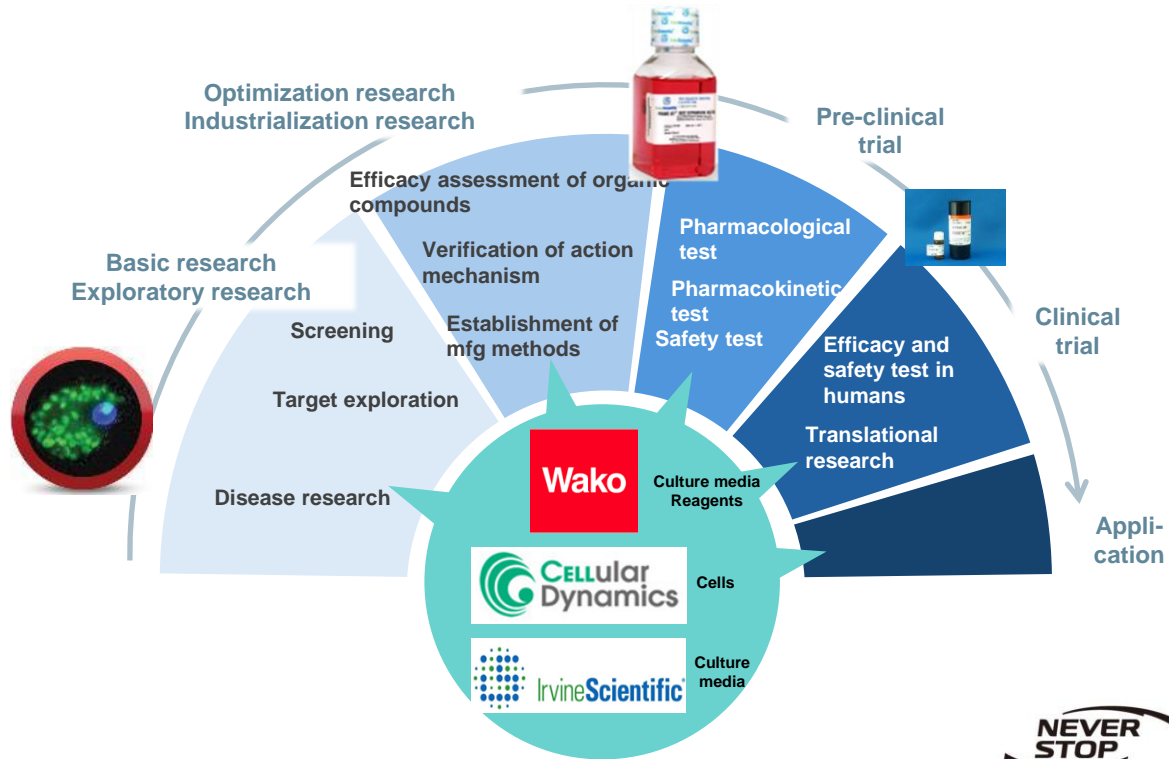 Optimization research
Industrialization research
Pre-clinical
trial
Efficacy assessment of organic
compounds
Verification of action
mechanism
Establishment of
mfg methods
Pharmacological
test
Pharmacokinetic
test
Safety test
Basic research
Exploratory research
Screening
Target exploration
Disease research
Clinical
trial
Efficacy and
safety test in
humans
Translational
research
Appli-
cation
Wako
Culture media
Reagents
CELLular
Dynamics
Cells
IrvineScientific
Culture
media
NEVER
STOP